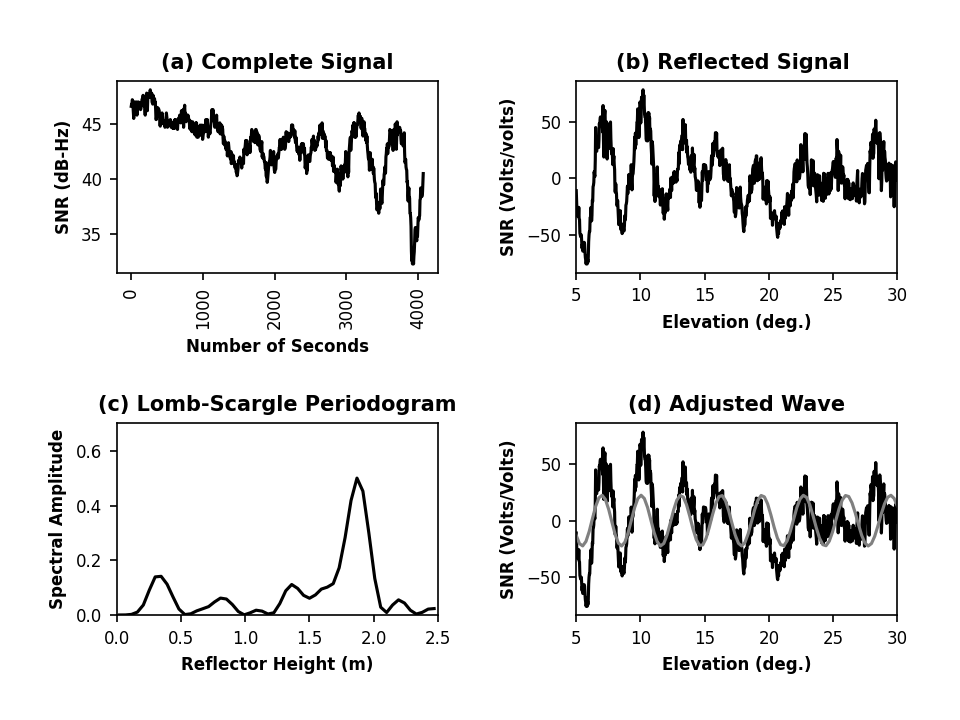 (a) Complete Signal
SNR (dB-Hz)
45
40
35
0
1000
2000
3000
4000
Number of Seconds
(b) Reflected Signal
SNR (Volts/volts)
50
0
−50
5 10 15 20 25 30
Elevation (deg.)
(c) Lomb-Scargle Periodogram
Spectral Amplitude
0.6
0.4
0.2
0.0
0.0 0.5 1.0 1.5 2.0 2.5
Reflector Height (m)
(d) Adjusted Wave
SNR (Volts/Volts)
50
0
−50
5 10 15 20 25 30
Elevation (deg.)